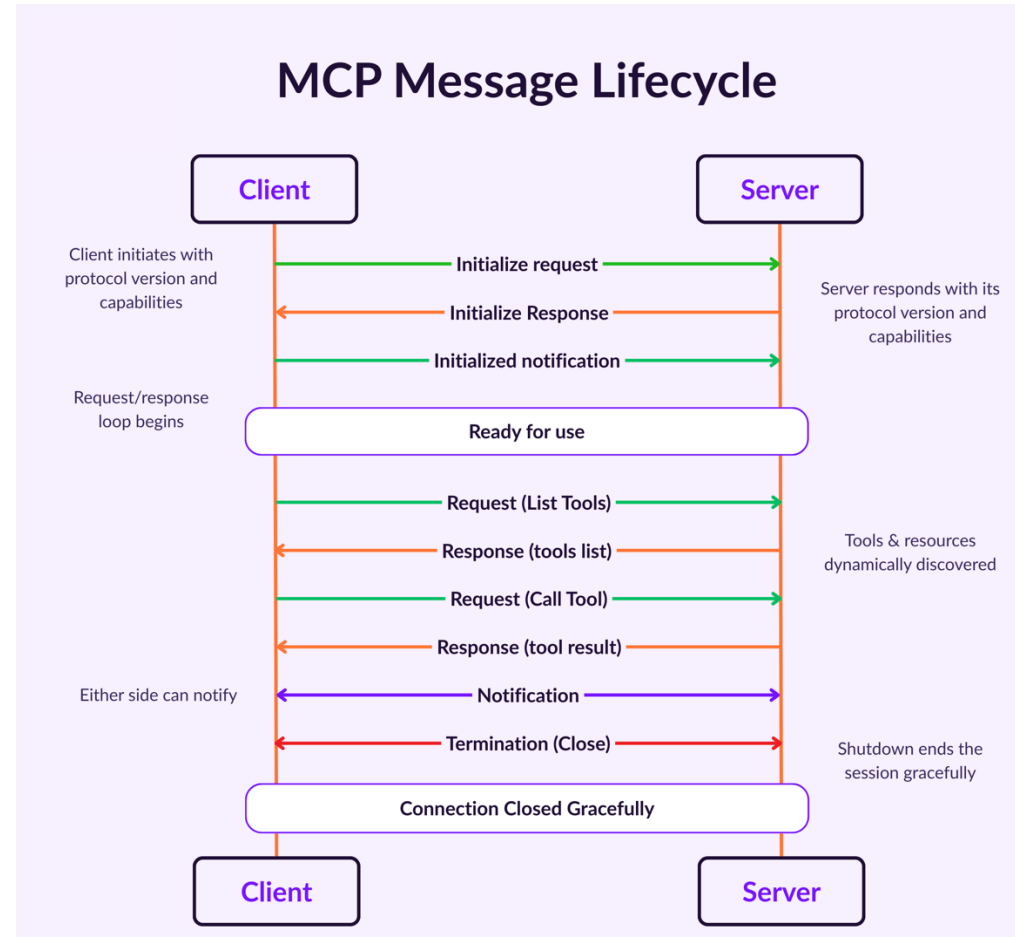 MCP Message Lifecycle
Client
Server
Client initiates with
protocol version and
capabilities
Initialize request
Server responds with its
protocol version and
capabilities
Initialize Response
Initialized notification
Request/response
loop begins
Ready for use
Request (List Tools)
Response (tools list)
Tools & resources
dynamically discovered
Request (Call Tool)
Response (tool result)
Either side can notify
Notification
Termination (Close)
Shutdown ends the
session gracefully
Connection Closed Gracefully
Client
Server